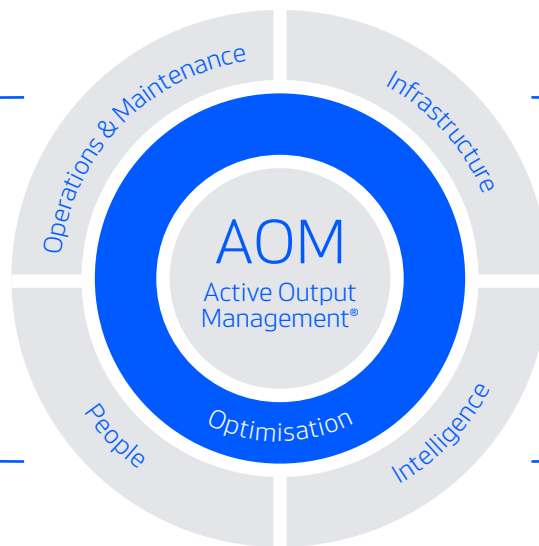 Operations & Maintenance
Infrastructure
AOM
Active Output
Management®
Optimisation
People
Intelligence